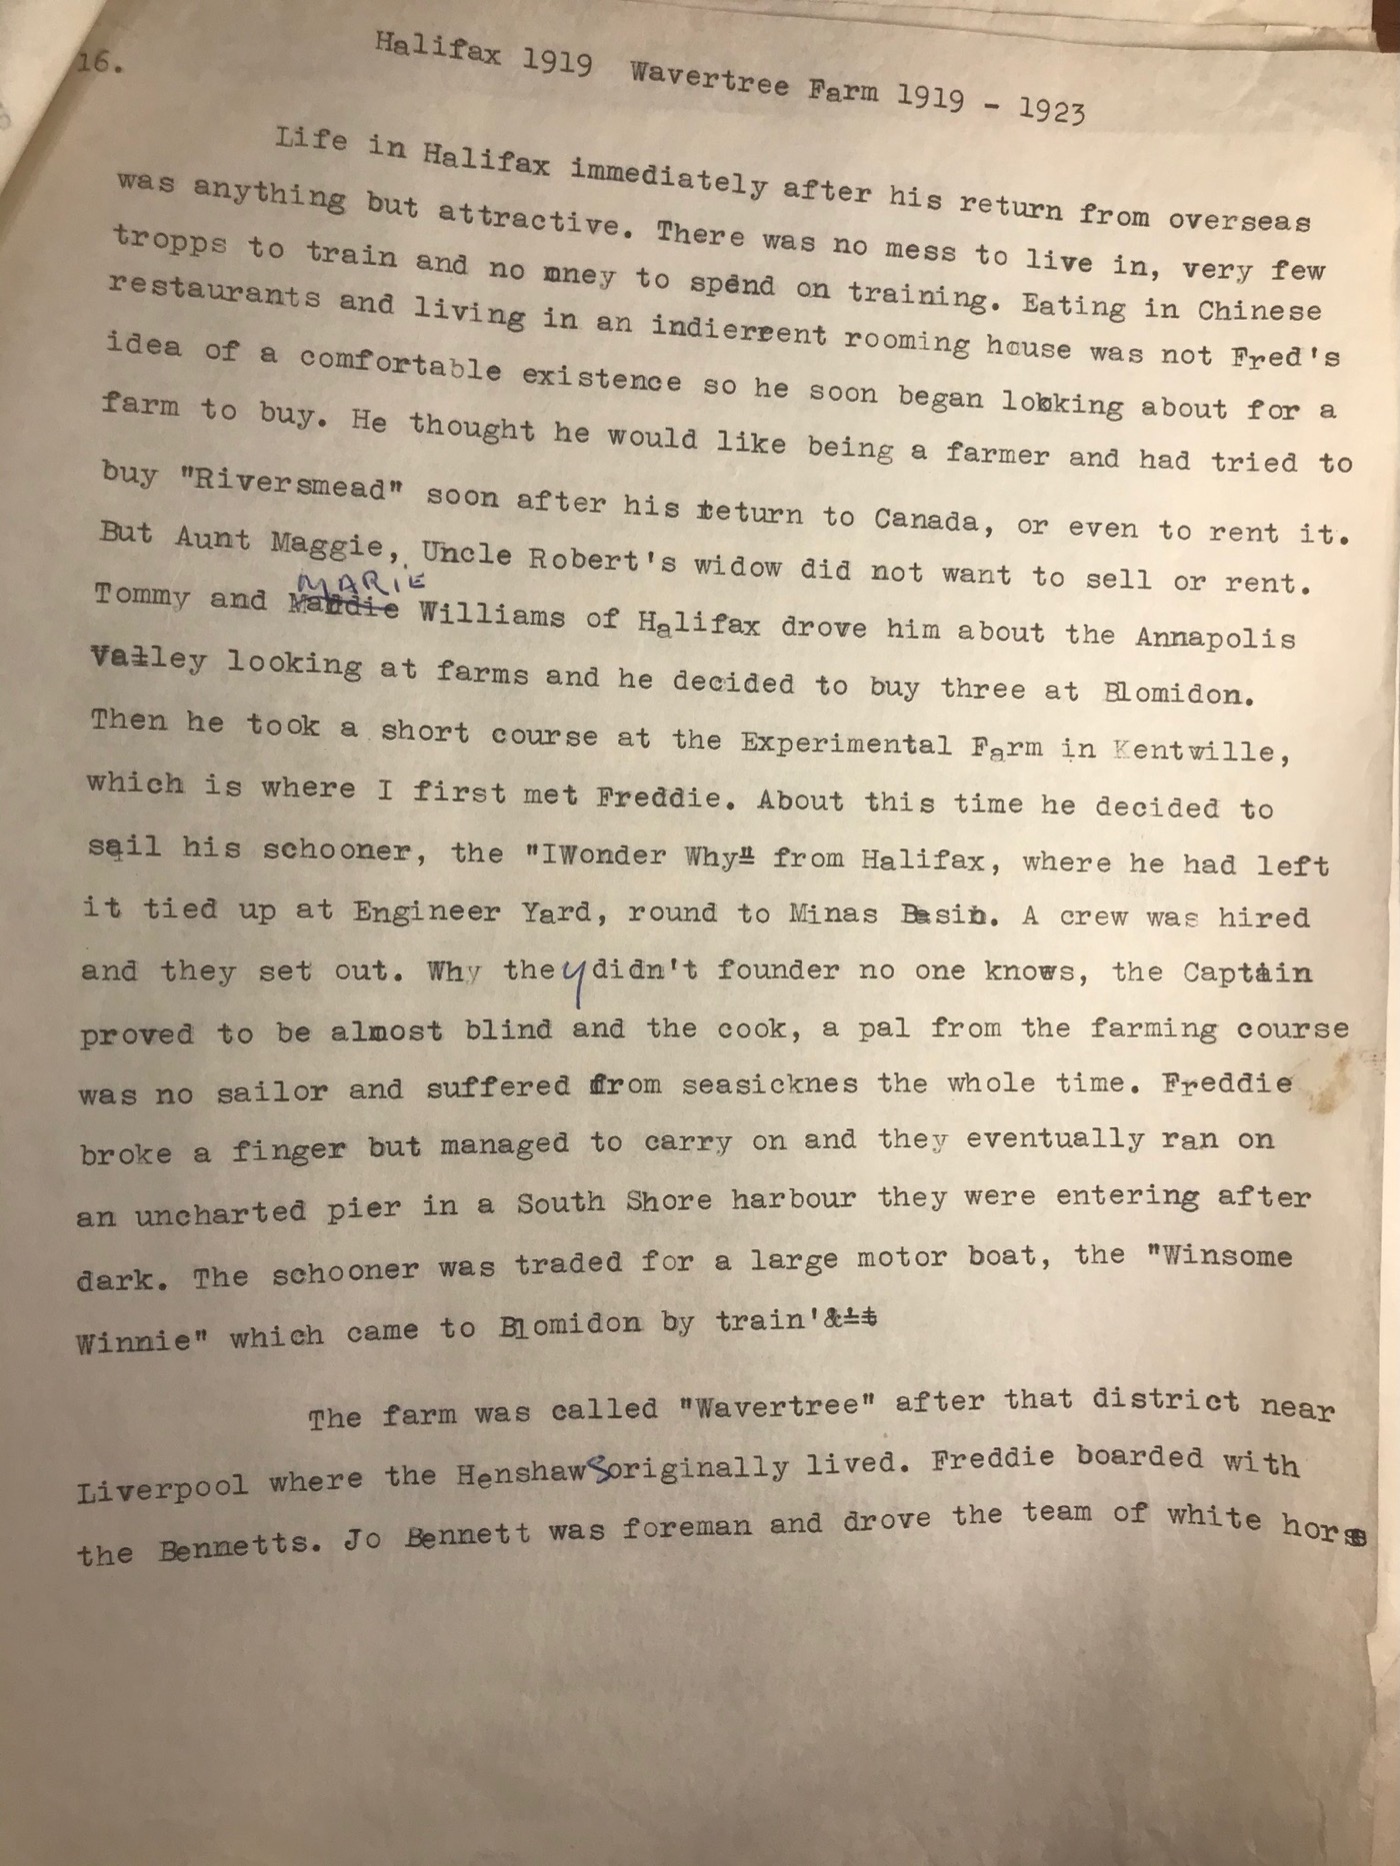 16.
Halifax 1919 Wavertree Farm 1919 - 1923
Life in Halifax immediately after his return from overseas
was anything but attractive. There was no mess to live in, very few
tropps to train and no mney to spend on training. Eating in Chinese
restaurants and living in an indierrent rooming house was not Fred's
idea of a comfortable existence so he soon began looking about for a
farm to buy. He thought he would like being a farmer and had tried to
buy "Riversmead" soon after his return to Canada, or even to rent it.
But Aunt Maggie, Uncle Robert's widow did not want to sell or rent.
MARIE
Tommy and Williams of Halifax drove him about the Annapolis
Valley looking at farms and he decided to buy three at Blomidon.
Then he took a short course at the Experimental Farm in Kentwille,
which is where I first met Freddie. About this time he decided to
sail his schooner, the "IWonder Why" from Halifax, where he had left
it tied up at Engineer Yard, round to Minas Basin. A crew was hired
and they set out. Why they didn't founder no one knows, the Captain
proved to be almost blind and the cook, a pal from the farming course
was no sailor and suffered from seasicknes the whole time. Freddie
broke a finger but managed to carry on and they eventually ran on
an uncharted pier in a South Shore harbour they were entering after
dark. The schooner was traded for a large motor boat, the "Winsome
Winnie" which came to Blomidon by train'
The farm was called "Wavertree" after that district near
Liverpool where the Henshaws originally lived. Freddie boarded with
the Bennetts. Jo Bennett was foreman and drove the team of white